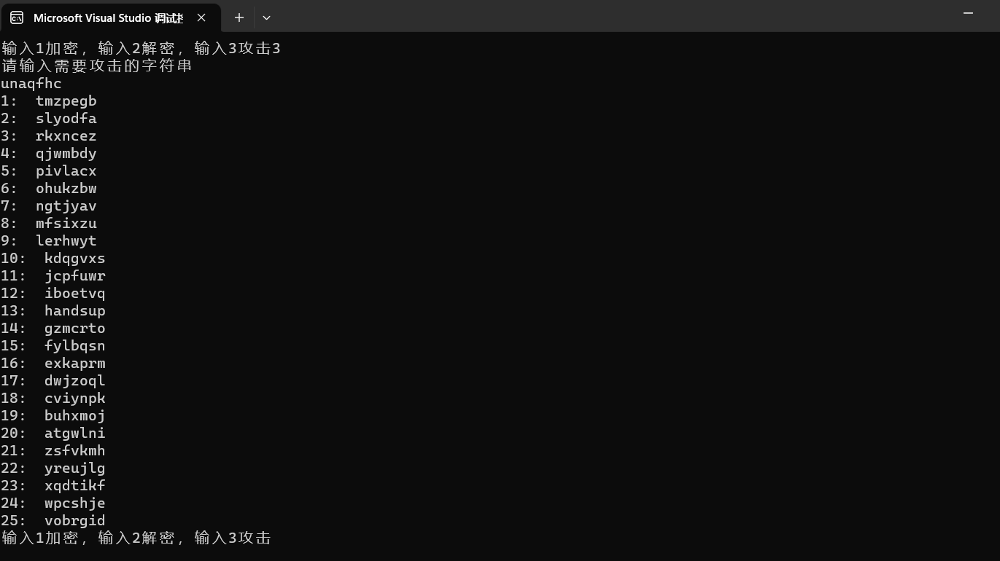 Microsoft Visual Studio 调试
输入1加密，输入2解密，输入3攻击3
请输入需要攻击的字符串
unaqfhc
1:  tmzpegb
2:  slyodfa
3:  rkxncez
4:  qjwmbdy
5:  pivlacx
6:  ohukzbw
7:  ngtjyav
8:  mfsixzu
9:  lerhwyt
10:  kdqgvxs
11:  jcpfuwr
12:  iboetvq
13:  handsup
14:  gzmcrto
15:  fylbqsn
16:  exkaprm
17:  dwjzoql
18:  cviynpk
19:  buhxmoj
20:  atgwlni
21:  zsfvkmh
22:  yreujlg
23:  xqdtikf
24:  wpcshje
25:  vobrgid
输入1加密，输入2解密，输入3攻击